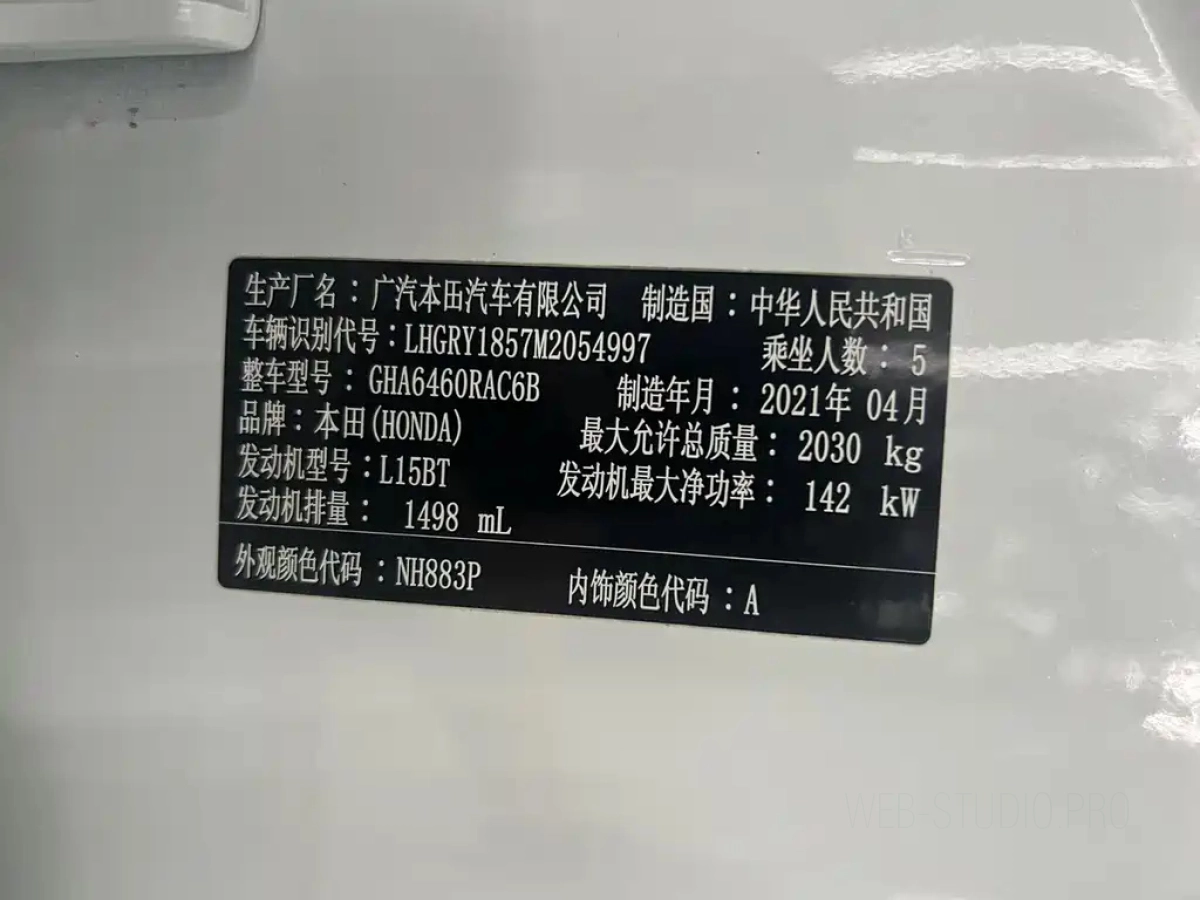 生产厂名：广汽本田汽车有限公司 制造国：中华人民共和国
车辆识别代号：LHGRY1857M2054997 乘坐人数：5
整车型号：GHA6460RAC6B 制造年月：2021年 04月
品牌：本田(HONDA) 最大允许总质量：2030 kg
发动机型号：L15BT 发动机最大净功率：142 kW
发动机排量：1498 mL
外观颜色代码：NH883P 内饰颜色代码：A
WEB-STUDIO PRO